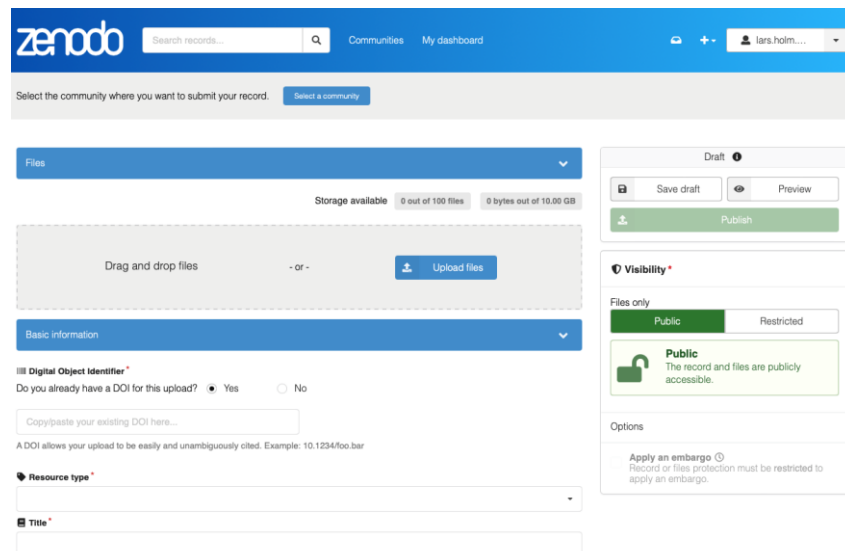 zenodo
Search records...
Communities My dashboard
lars.holm....
Select the community where you want to submit your record. Select a community
Files
Storage available 0 out of 100 files 0 bytes out of 10.00 GB
Drag and drop files - or - Upload files
Basic information
Digital Object Identifier *
Do you already have a DOI for this upload? Yes No
Copy/paste your existing DOI here...
A DOI allows your upload to be easily and unambiguously cited. Example: 10.1234/foo.bar
Resource type *
Title *
Draft
Save draft Preview
Publish
Visibility *
Files only
Public Restricted
Public
The record and files are publicly
accessible.
Options
Apply an embargo
Record or files protection must be restricted to
apply an embargo.